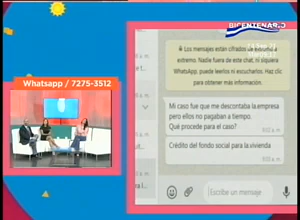 BICENTENARIO
Whatsapp / 7275-3512
Los mensajes están cifrados de extremo a
extremo. Nadie fuera de este chat, ni siquiera
WhatsApp, puede leerlos ni escucharlos. Haz clic
para obtener más información.
Mi caso fue que me descontaba la empresa
pero ellos no pagaban a tiempo.
Qué procede para el caso?
Crédito del fondo social para la vivienda
Escribe un mensaje